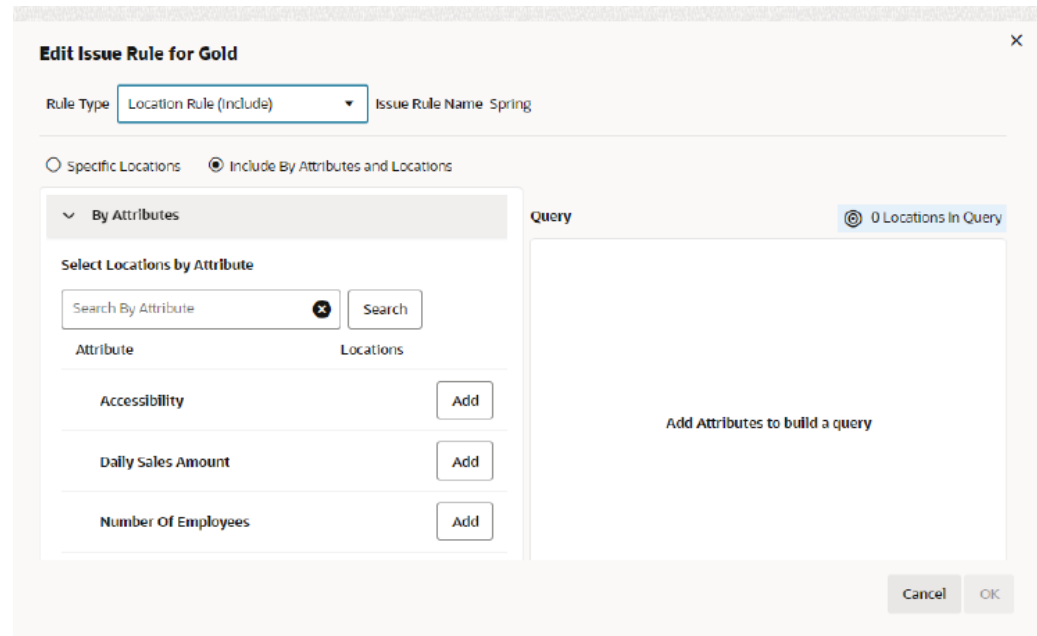 Edit Issue Rule for Gold
Rule Type Location Rule (Include) Issue Rule Name Spring
Specific Locations Include By Attributes and Locations
By Attributes
Query 0 Locations In Query
Select Locations by Attribute
Search By Attribute Search
Attribute Locations
Accessibility Add
Add Attributes to build a query
Daily Sales Amount Add
Number Of Employees Add
Cancel OK